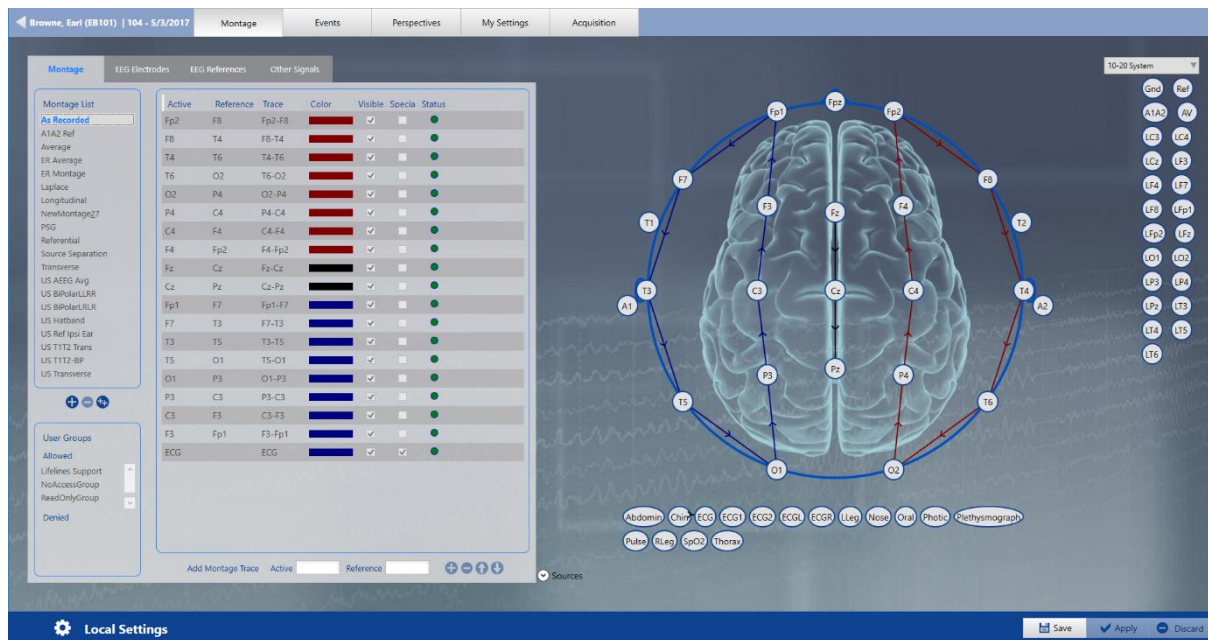 Browne, Earl (EB101) | 104 - 5/3/2017
Montage Events Perspectives My Settings Acquisition
Montage EEG Electrodes EEG References Other Signals
10-20 System
Montage List
As Recorded
A1A2 Ref
Average
ER Average
ER Montage
Laplace
Longitudinal
NewMontage27
PSG
Referential
Source Separation
Transverse
US AEEG Avg
US BiPolarLLRR
US BiPolarLRLR
US Hatband
US Ref Ipsi Ear
US T1T2 Trans
US T1T2-BP
US Transverse
User Groups
Allowed
Lifelines Support
NoAccessGroup
ReadOnlyGroup
Denied
Active Reference Trace Color Visible Specia Status
Fp2 F8 Fp2-F8
F8 T4 F8-T4
T4 T6 T4-T6
T6 O2 T6-O2
O2 P4 O2-P4
P4 C4 P4-C4
C4 F4 C4-F4
F4 Fp2 F4-Fp2
Fz Cz Fz-Cz
Cz Pz Cz-Pz
Fp1 F7 Fp1-F7
F7 T3 F7-T3
T3 T5 T3-T5
T5 O1 T5-O1
O1 P3 O1-P3
P3 C3 P3-C3
C3 F3 C3-F3
F3 Fp1 F3-Fp1
ECG ECG
Add Montage Trace Active Reference
Sources
Fp1 Fpz Fp2
F7 F8
F3 Fz F4
T1 T2
T3 C3 Cz C4 T4
A1 A2
P3 Pz P4
T5 T6
O1 O2
Abdomin Chin ECG ECG1 ECG2 ECGL ECGR LLeg Nose Oral Photic Plethysmograph
Pulse RLeg SpO2 Thorax
Gnd Ref
A1A2 AV
LC3 LC4
LCz LF3
LF4 LF7
LF8 LFp1
LFp2 LFz
LO1 LO2
LP3 LP4
LPz LT3
LT4 LT5
LT6
Local Settings
Save Apply Discard